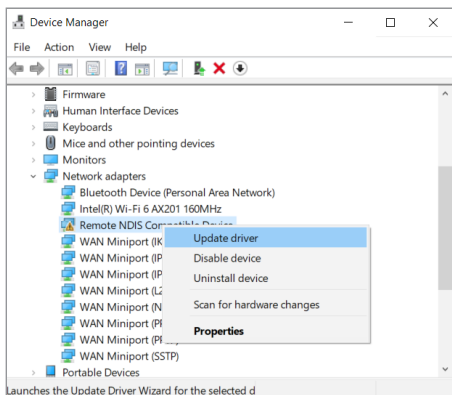 Device Manager
File Action View Help
Firmware
Human Interface Devices
Keyboards
Mice and other pointing devices
Monitors
Network adapters
Bluetooth Device (Personal Area Network)
Intel(R) Wi-Fi 6 AX201 160MHz
Remote NDIS Compatible Device
WAN Miniport (IK
Update driver
WAN Miniport (IP
Disable device
WAN Miniport (IP
Uninstall device
WAN Miniport (L2
WAN Miniport (N
Scan for hardware changes
WAN Miniport (PP
Properties
WAN Miniport
WAN Miniport (SSTP)
Portable Devices
Launches the Update Driver Wizard for the selected d